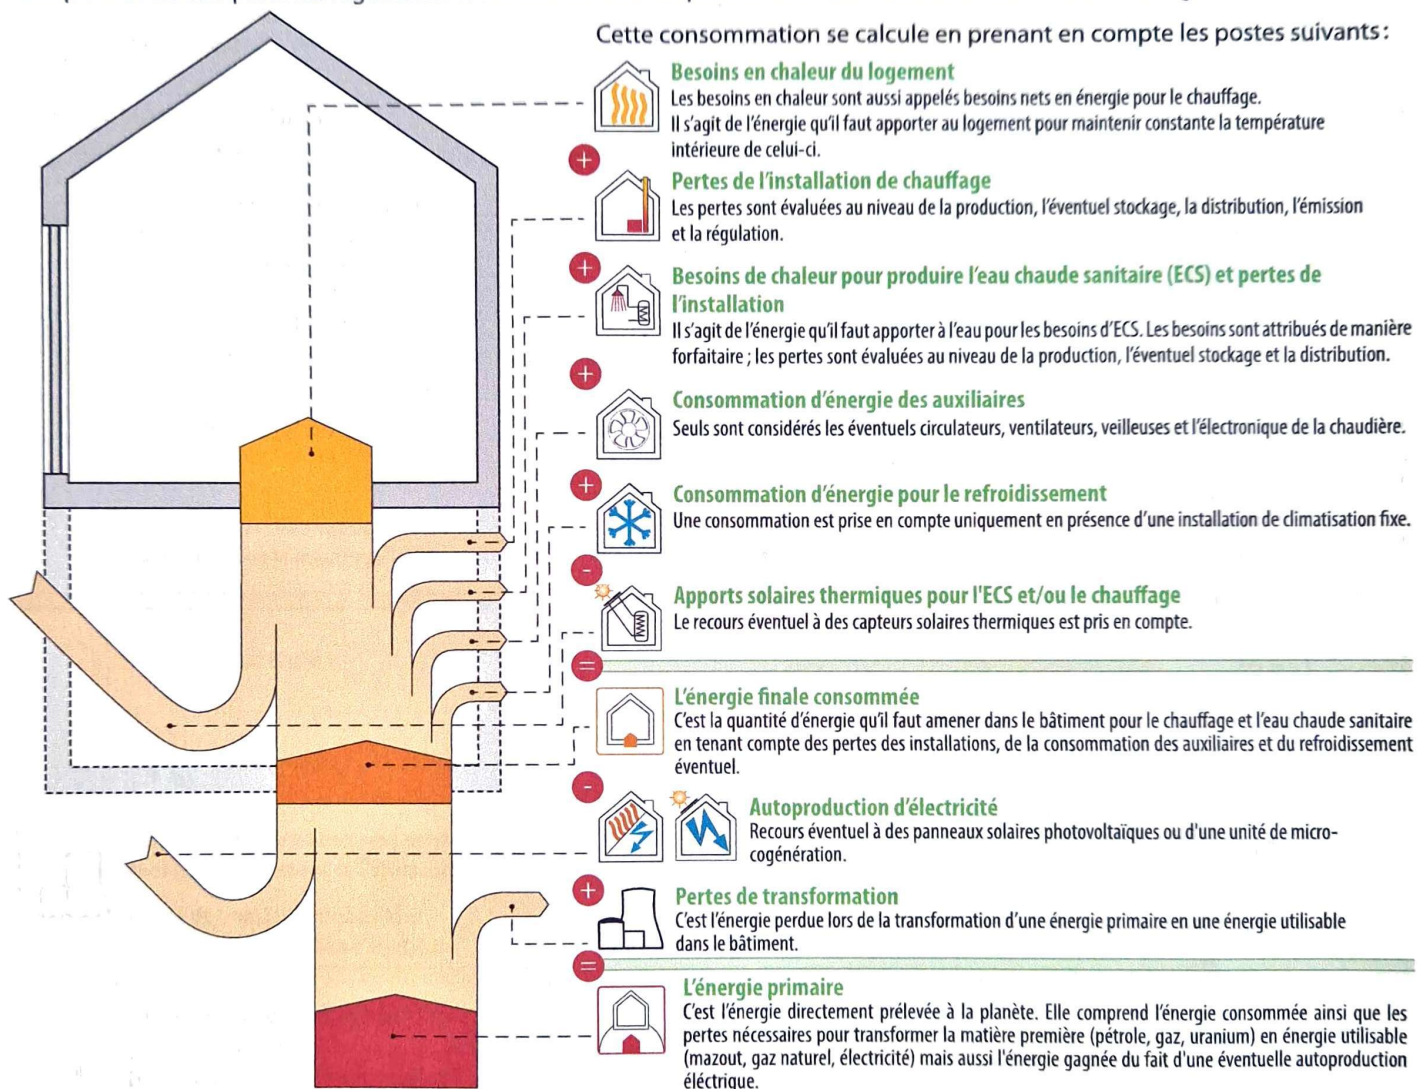 Cette consommation se calcule en prenant en compte les postes suivants :
Besoins en chaleur du logement
Les besoins en chaleur sont aussi appelés besoins nets en énergie pour le chauffage.
Il s'agit de l'énergie qu'il faut apporter au logement pour maintenir constante la température
intérieure de celui-ci.
+
Pertes de l'installation de chauffage
Les pertes sont évaluées au niveau de la production, l'éventuel stockage, la distribution, l'émission
et la régulation.
+
Besoins de chaleur pour produire l'eau chaude sanitaire (ECS) et pertes de
l'installation
Il s'agit de l'énergie qu'il faut apporter à l'eau pour les besoins d'ECS. Les besoins sont attribués de manière
forfaitaire ; les pertes sont évaluées au niveau de la production, l'éventuel stockage et la distribution.
+
Consommation d'énergie des auxiliaires
Seuls sont considérés les éventuels circulateurs, ventilateurs, veilleuses et l'électronique de la chaudière.
+
Consommation d'énergie pour le refroidissement
Une consommation est prise en compte uniquement en présence d'une installation de climatisation fixe.
-
Apports solaires thermiques pour l'ECS et/ou le chauffage
Le recours éventuel à des capteurs solaires thermiques est pris en compte.
=
L'énergie finale consommée
C'est la quantité d'énergie qu'il faut amener dans le bâtiment pour le chauffage et l'eau chaude sanitaire
en tenant compte des pertes des installations, de la consommation des auxiliaires et du refroidissement
éventuel.
-
Autoproduction d'électricité
Recours éventuel à des panneaux solaires photovoltaïques ou d'une unité de micro-
cogénération.
+
Pertes de transformation
C'est l'énergie perdue lors de la transformation d'une énergie primaire en une énergie utilisable
dans le bâtiment.
=
L'énergie primaire
C'est l'énergie directement prélevée à la planète. Elle comprend l'énergie consommée ainsi que les
pertes nécessaires pour transformer la matière première (pétrole, gaz, uranium) en énergie utilisable
(mazout, gaz naturel, électricité) mais aussi l'énergie gagnée du fait d'une éventuelle autoproduction
éléctrique.